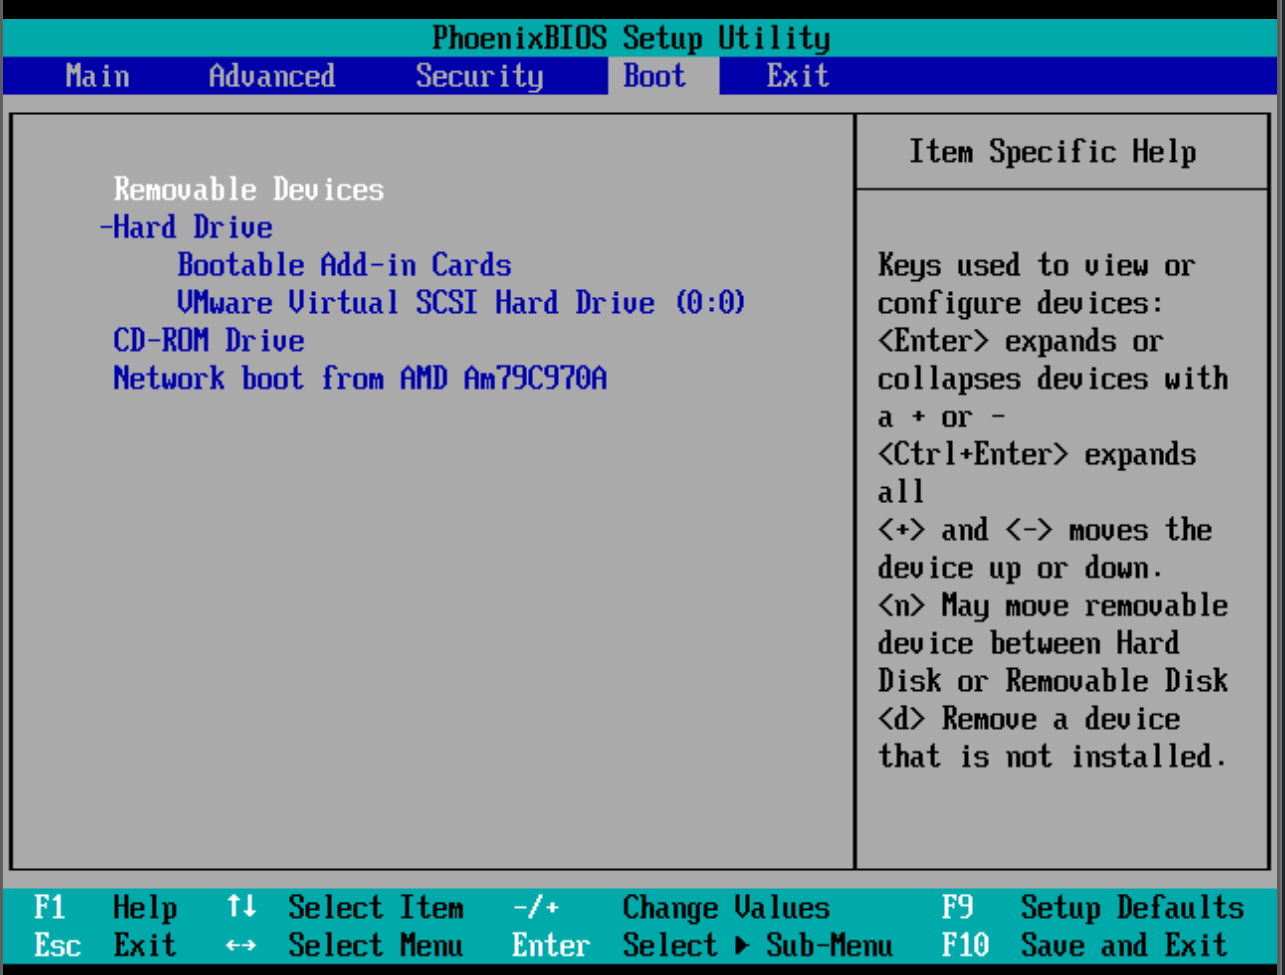 PhoenixBIOS Setup Utility
Main Advanced Security Boot Exit
Removable Devices
-Hard Drive
Bootable Add-in Cards
VMware Virtual SCSI Hard Drive (0:0)
CD-ROM Drive
Network boot from AMD Am79C970A
Item Specific Help
Keys used to view or
configure devices:
<Enter> expands or
collapses devices with
a + or -
<Ctrl+Enter> expands
all
<+> and <-> moves the
device up or down.
<n> May move removable
device between Hard
Disk or Removable Disk
<d> Remove a device
that is not installed.
F1 Help ↑↓ Select Item -/+ Change Values F9 Setup Defaults
Esc Exit ↔ Select Menu Enter Select ▶ Sub-Menu F10 Save and Exit